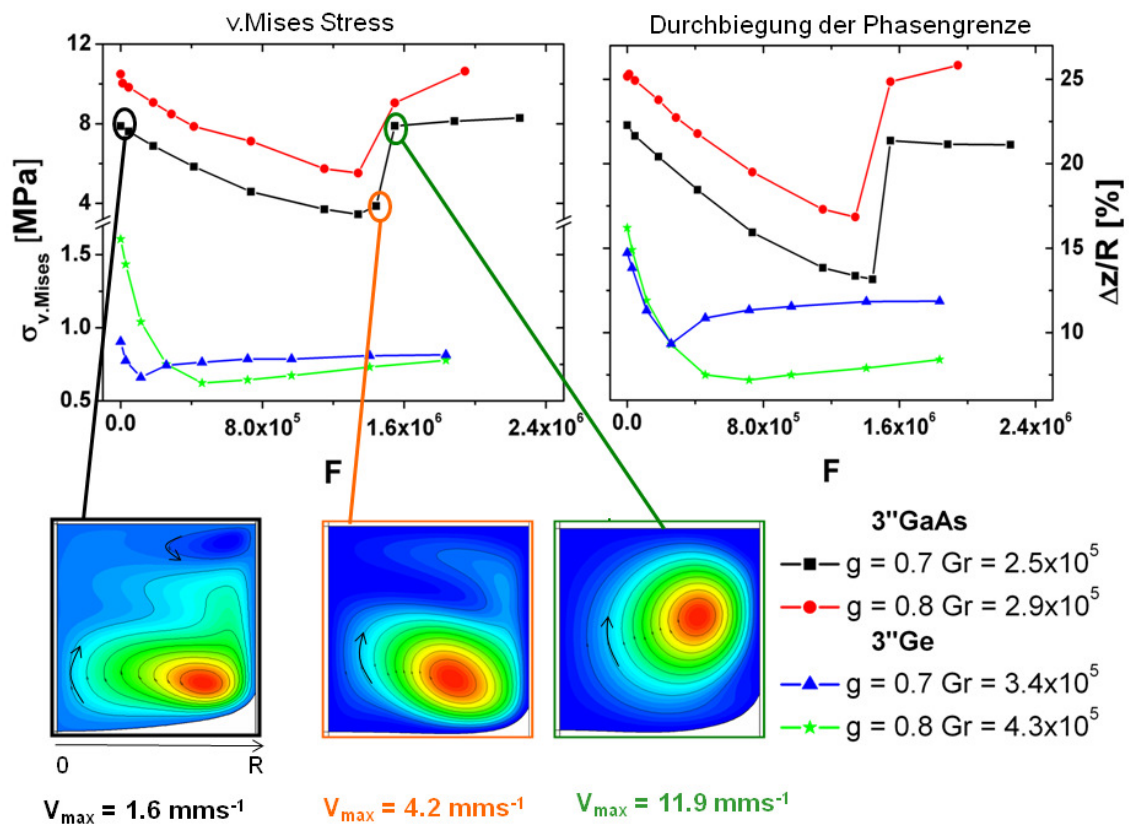 v.Mises Stress
Durchbiegung der Phasengrenze
12
8
4
1.5
1.0
0.5
σv.Mises [MPa]
0.0 8.0x10⁵ 1.6x10⁶ 2.4x10⁶
F
25
20
15
10
Δz/R [%]
0.0 8.0x10⁵ 1.6x10⁶ 2.4x10⁶
F
0 R
Vmax = 1.6 mms⁻¹
Vmax = 4.2 mms⁻¹
Vmax = 11.9 mms⁻¹
3"GaAs
g = 0.7 Gr = 2.5x10⁵
g = 0.8 Gr = 2.9x10⁵
3"Ge
g = 0.7 Gr = 3.4x10⁵
g = 0.8 Gr = 4.3x10⁵